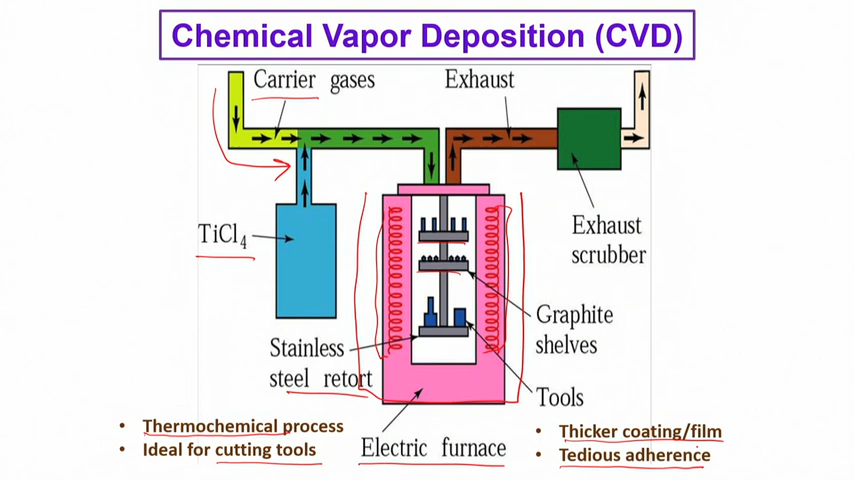 Chemical Vapor Deposition (CVD)
Carrier gases
Exhaust
TiCl₄
Exhaust
scrubber
Graphite
shelves
Stainless
steel retort
Tools
Electric furnace
• Thermochemical process
• Ideal for cutting tools
• Thicker coating/film
• Tedious adherence